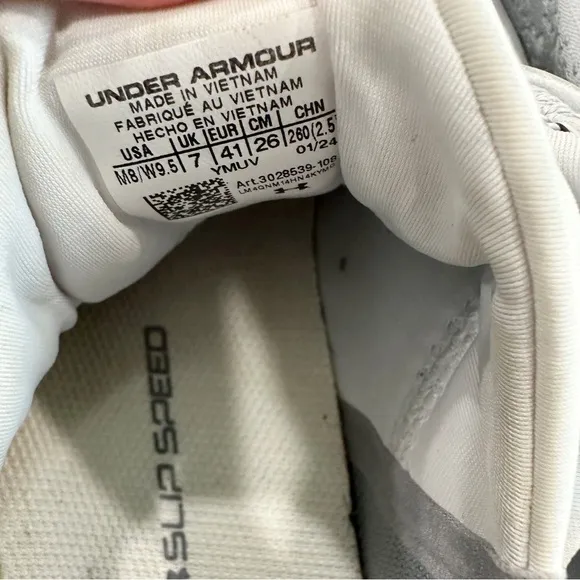 UNDER ARMOUR
MADE IN VIETNAM
FABRIQUÉ AU VIETNAM
HECHO EN VIETNAM
USA UK EUR CM CHN
M8/W9.5 7 41 26 260(2.5)
YMUV 01/24
Art.3028539-108
SLIP SPEED